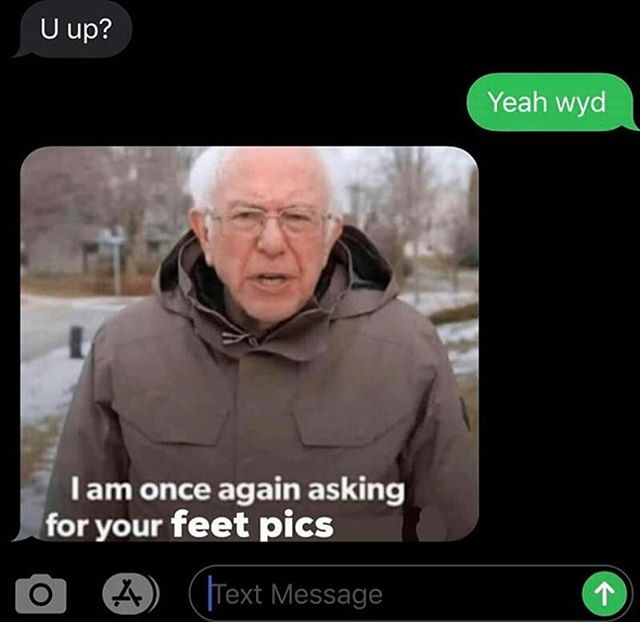 U up?
Yeah wyd
I am once again asking
for your feet pics
Text Message